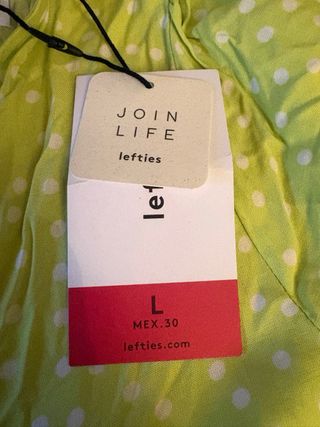 JOIN
LIFE
lefties
lef
L
MEX.30
lefties.com